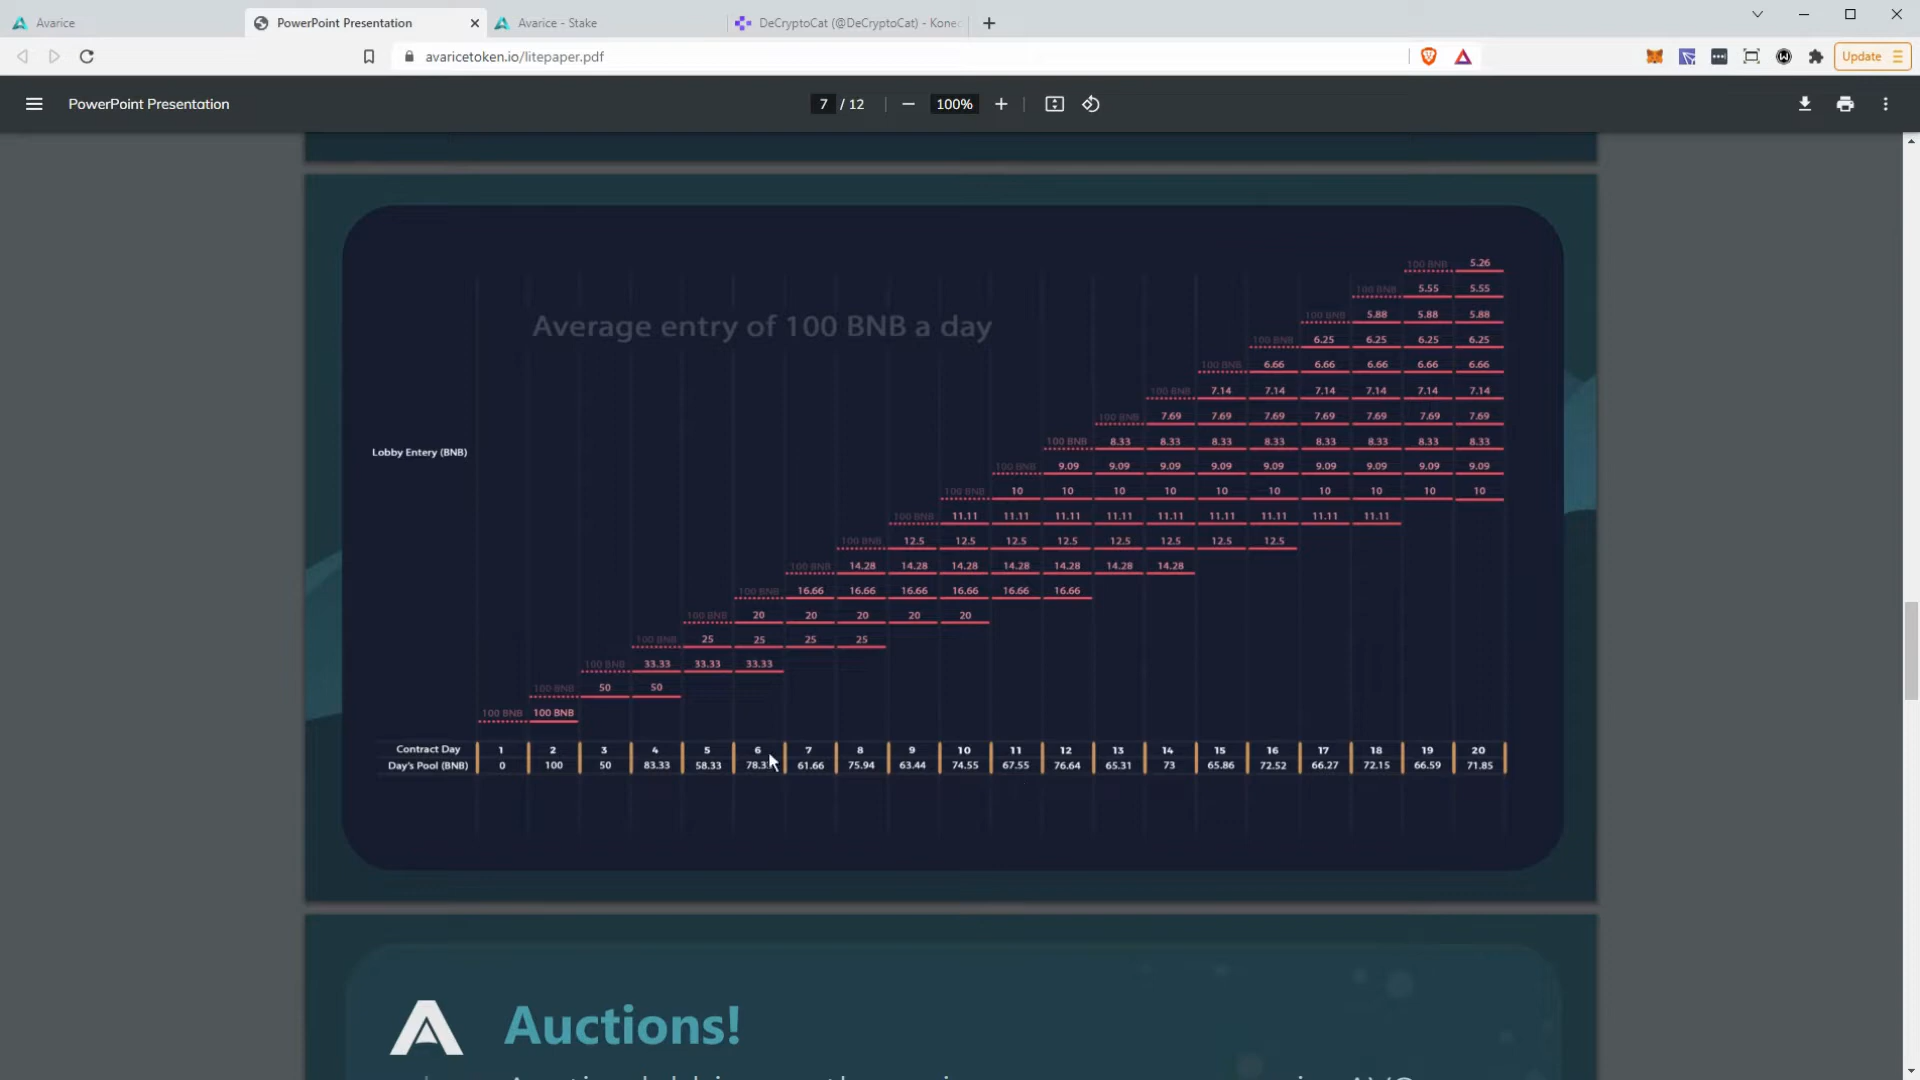 Avarice
PowerPoint Presentation
Avarice - Stake
DeCryptoCat (@DeCryptoCat) - Konec
avaricetoken.io/litepaper.pdf
Update
PowerPoint Presentation
7 / 12
100%
Average entry of 100 BNB a day
100 BNB 5.26
100 BNB 5.55 5.55
100 BNB 5.88 5.88 5.88
100 BNB 6.25 6.25 6.25 6.25
100 BNB 6.66 6.66 6.66 6.66 6.66
100 BNB 7.14 7.14 7.14 7.14 7.14 7.14
100 BNB 7.69 7.69 7.69 7.69 7.69 7.69 7.69
Lobby Entery (BNB) 100 BNB 8.33 8.33 8.33 8.33 8.33 8.33 8.33 8.33
100 BNB 9.09 9.09 9.09 9.09 9.09 9.09 9.09 9.09 9.09
100 BNB 10 10 10 10 10 10 10 10 10 10
100 BNB 11.11 11.11 11.11 11.11 11.11 11.11 11.11 11.11 11.11
100 BNB 12.5 12.5 12.5 12.5 12.5 12.5 12.5 12.5
100 BNB 14.28 14.28 14.28 14.28 14.28 14.28 14.28
100 BNB 16.66 16.66 16.66 16.66 16.66 16.66
100 BNB 20 20 20 20 20
100 BNB 25 25 25 25
100 BNB 33.33 33.33 33.33
100 BNB 50 50
100 BNB 100 BNB
Contract Day 1 2 3 4 5 6 7 8 9 10 11 12 13 14 15 16 17 18 19 20
Day's Pool (BNB) 0 100 50 83.33 58.33 78.33 61.66 75.94 63.44 74.55 67.55 76.64 65.31 73 65.86 72.52 66.27 72.15 66.59 71.85
Auctions!